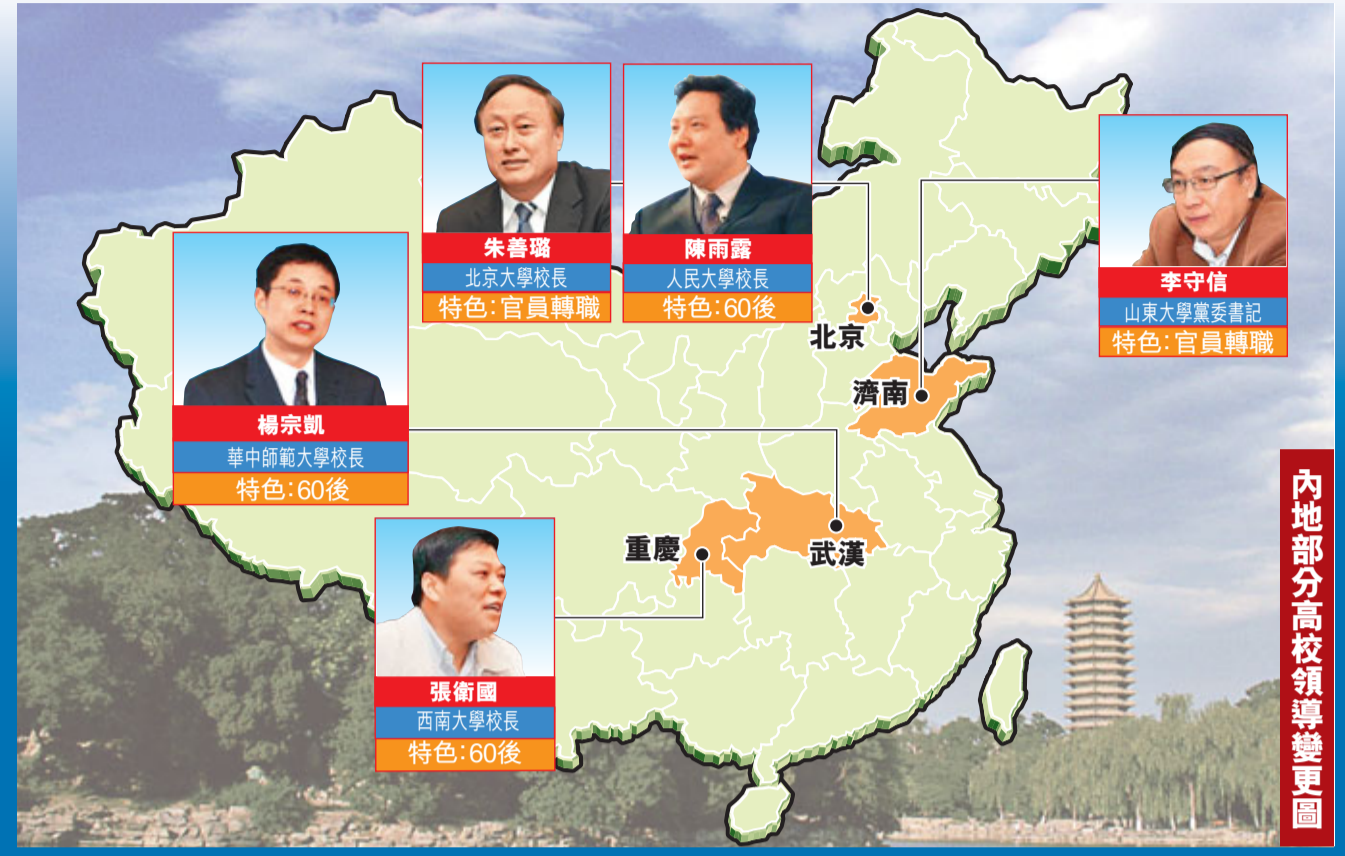 朱善璐
北京大學校長
特色：官員轉職
陳雨露
人民大學校長
特色：60後
李守信
山東大學黨委書記
特色：官員轉職
楊宗凱
華中師範大學校長
特色：60後
張衛國
西南大學校長
特色：60後
北京
濟南
重慶
武漢
內地部分高校領導變更圖